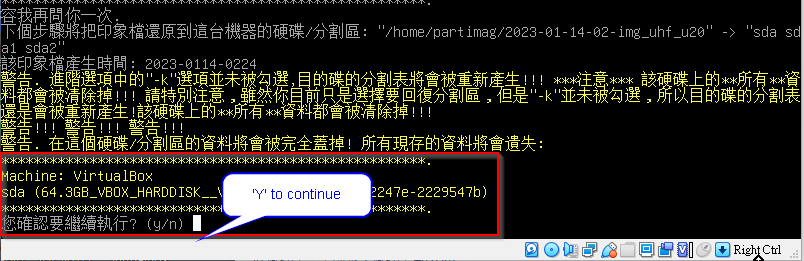 *****************************************************.
容我再問你一次.
下個步驟將把印象檔還原到這台機器的硬碟/分割區: "/home/partimag/2023-01-14-02-img_uhf_u20" -> "sda sd
a1 sda2"
該印象檔產生時間: 2023-0114-0224
警告. 進階選項中的"-k"選項並未被勾選,目的碟的分割表將會被重新產生!!! ***注意*** 該硬碟上的**所有**資
料都會被清除掉!!! 請特別注意,雖然你目前只是選擇要回復分割區,但是"-k"並未勾選,所以目的碟的分割表
還是會被重新產生!該硬碟上的**所有**資料都會被清除掉!!!
警告!!! 警告!!! 警告!!!
警告. 在這個硬碟/分割區的資料將會被完全蓋掉! 所有現存的資料將會遺失:
*****************************************************.
Machine: VirtualBox
sda (64.3GB_VBOX_HARDDISK__V 2247e-2229547b)
*****************************************************.
您確認要繼續執行? (y/n)
'Y' to continue
Right Ctrl